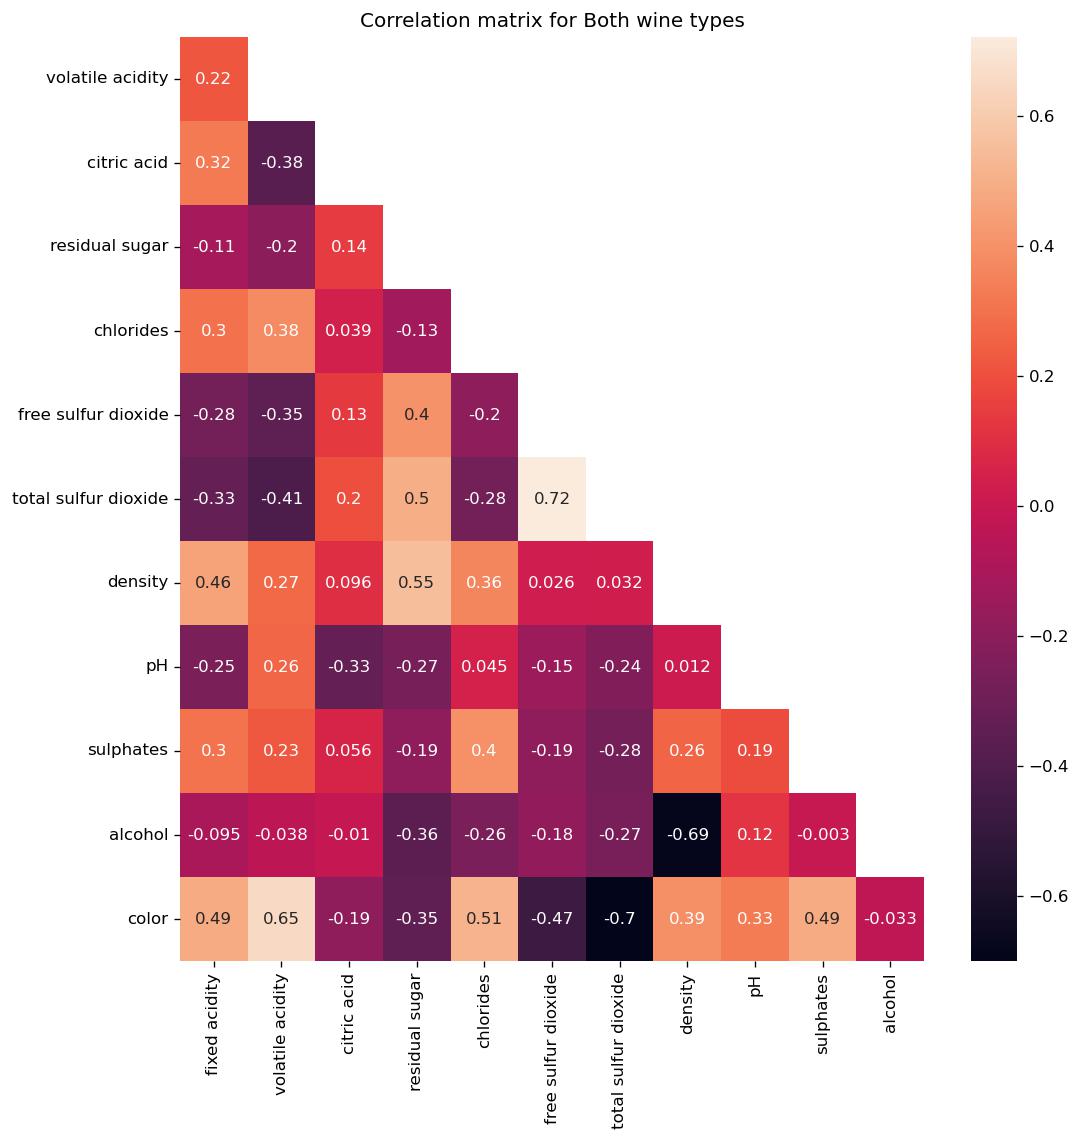 Correlation matrix for Both wine types
volatile acidity 0.22
citric acid 0.32 -0.38
residual sugar -0.11 -0.2 0.14
chlorides 0.3 0.38 0.039 -0.13
free sulfur dioxide -0.28 -0.35 0.13 0.4 -0.2
total sulfur dioxide -0.33 -0.41 0.2 0.5 -0.28 0.72
density 0.46 0.27 0.096 0.55 0.36 0.026 0.032
pH -0.25 0.26 -0.33 -0.27 0.045 -0.15 -0.24 0.012
sulphates 0.3 0.23 0.056 -0.19 0.4 -0.19 -0.28 0.26 0.19
alcohol -0.095 -0.038 -0.01 -0.36 -0.26 -0.18 -0.27 -0.69 0.12 -0.003
color 0.49 0.65 -0.19 -0.35 0.51 -0.47 -0.7 0.39 0.33 0.49 -0.033
fixed acidity
volatile acidity
citric acid
residual sugar
chlorides
free sulfur dioxide
total sulfur dioxide
density
pH
sulphates
alcohol
0.6
0.4
0.2
0.0
−0.2
−0.4
−0.6